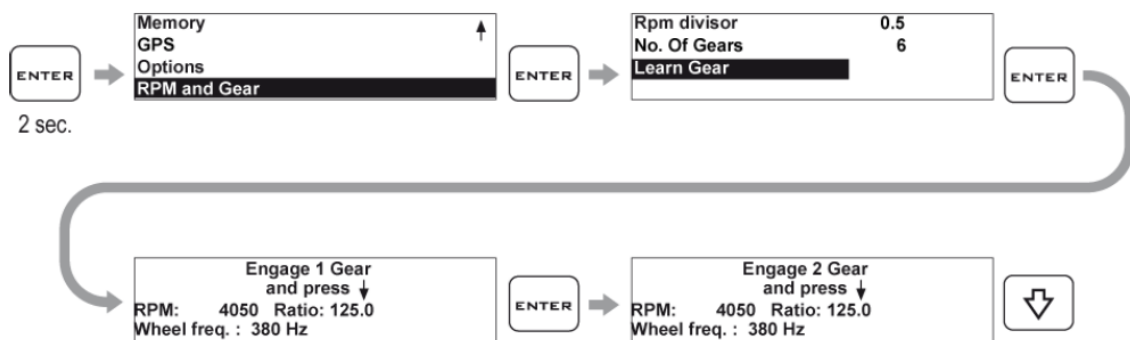 ENTER
2 sec.
Memory
GPS
Options
RPM and Gear
ENTER
Rpm divisor 0.5
No. Of Gears 6
Learn Gear
ENTER
Engage 1 Gear
and press
RPM: 4050 Ratio: 125.0
Wheel freq. : 380 Hz
ENTER
Engage 2 Gear
and press
RPM: 4050 Ratio: 125.0
Wheel freq. : 380 Hz